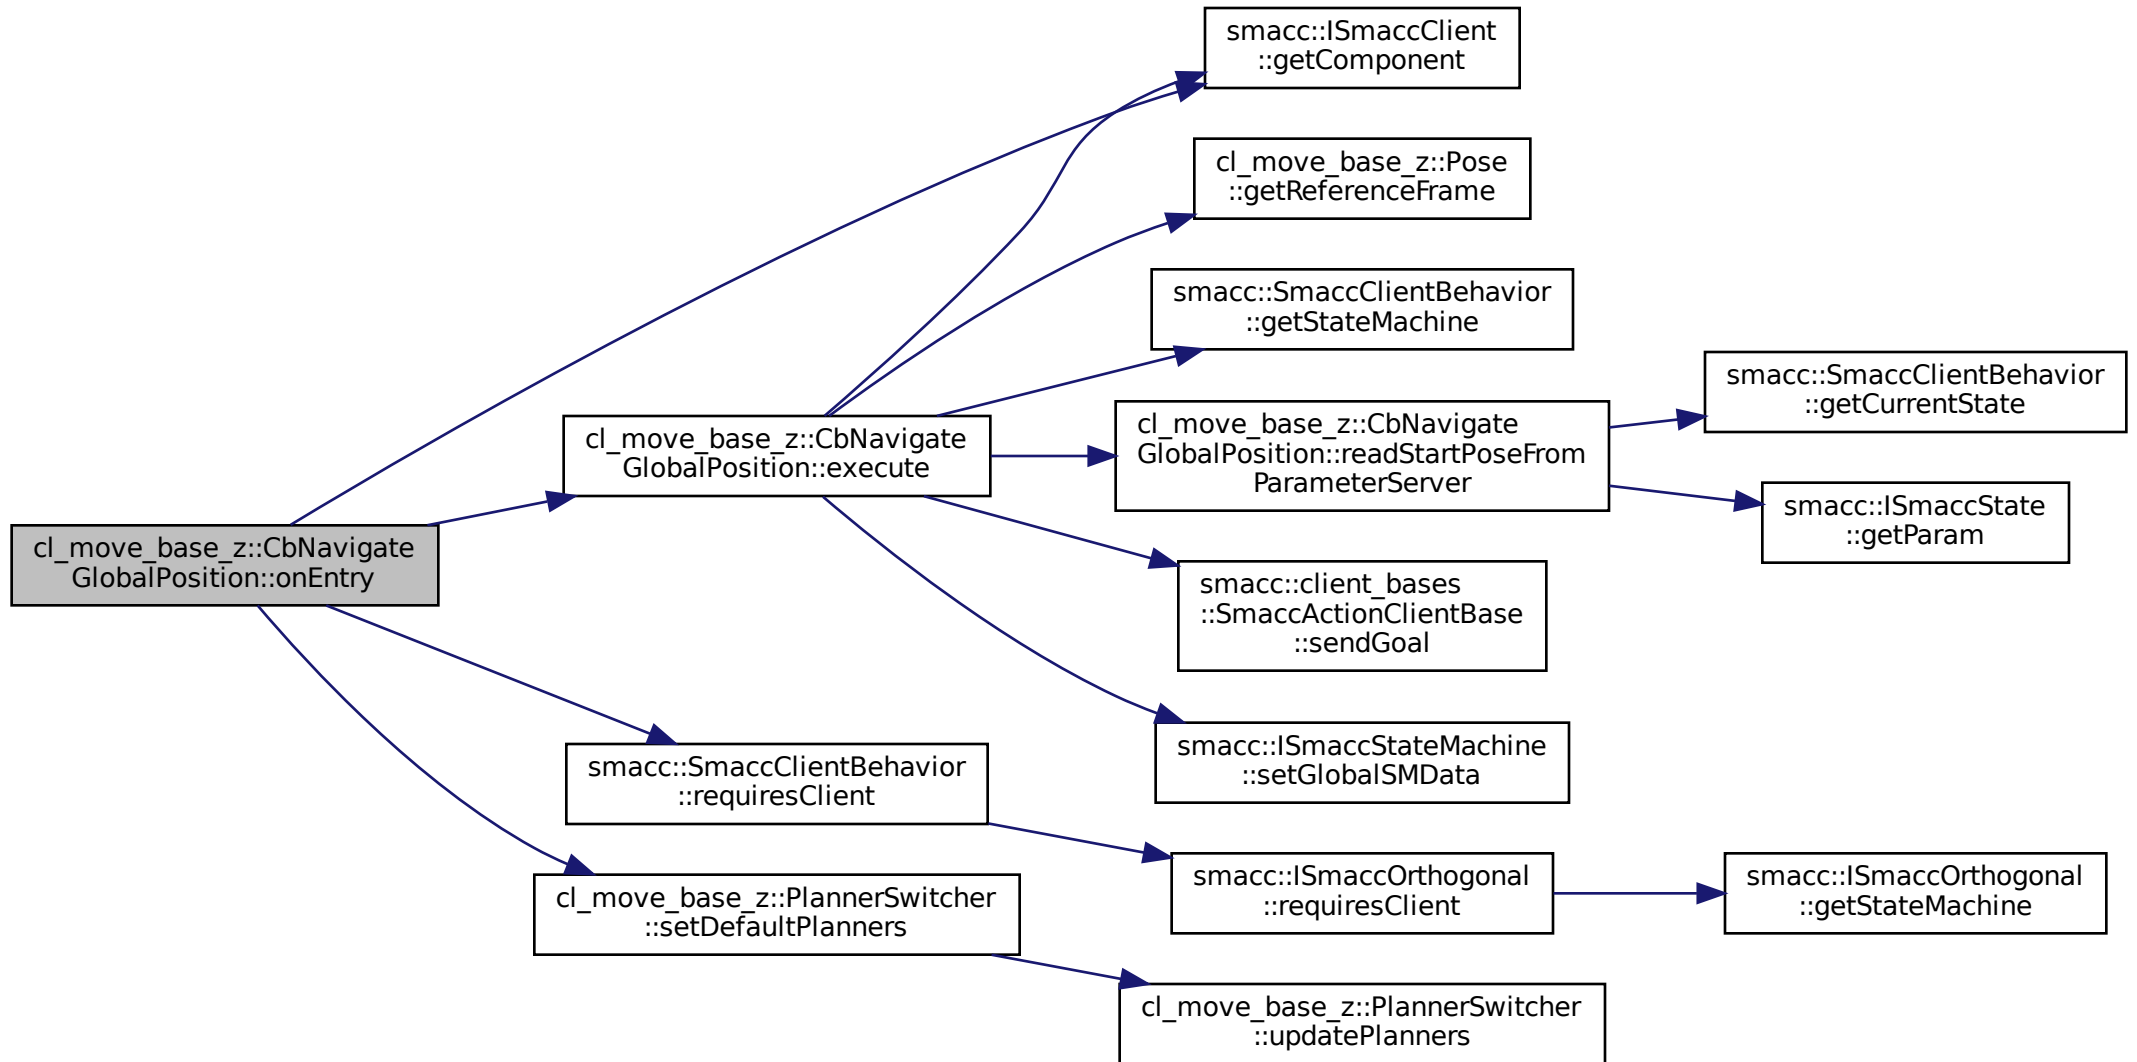 smacc::ISmaccClient
::getComponent
cl_move_base_z::Pose
::getReferenceFrame
smacc::SmaccClientBehavior
::getStateMachine
smacc::SmaccClientBehavior
::getCurrentState
cl_move_base_z::CbNavigate
GlobalPosition::execute
cl_move_base_z::CbNavigate
GlobalPosition::readStartPoseFrom
ParameterServer
smacc::ISmaccState
::getParam
cl_move_base_z::CbNavigate
GlobalPosition::onEntry
smacc::client_bases
::SmaccActionClientBase
::sendGoal
smacc::ISmaccStateMachine
::setGlobalSMData
smacc::SmaccClientBehavior
::requiresClient
smacc::ISmaccOrthogonal
::requiresClient
smacc::ISmaccOrthogonal
::getStateMachine
cl_move_base_z::PlannerSwitcher
::setDefaultPlanners
cl_move_base_z::PlannerSwitcher
::updatePlanners